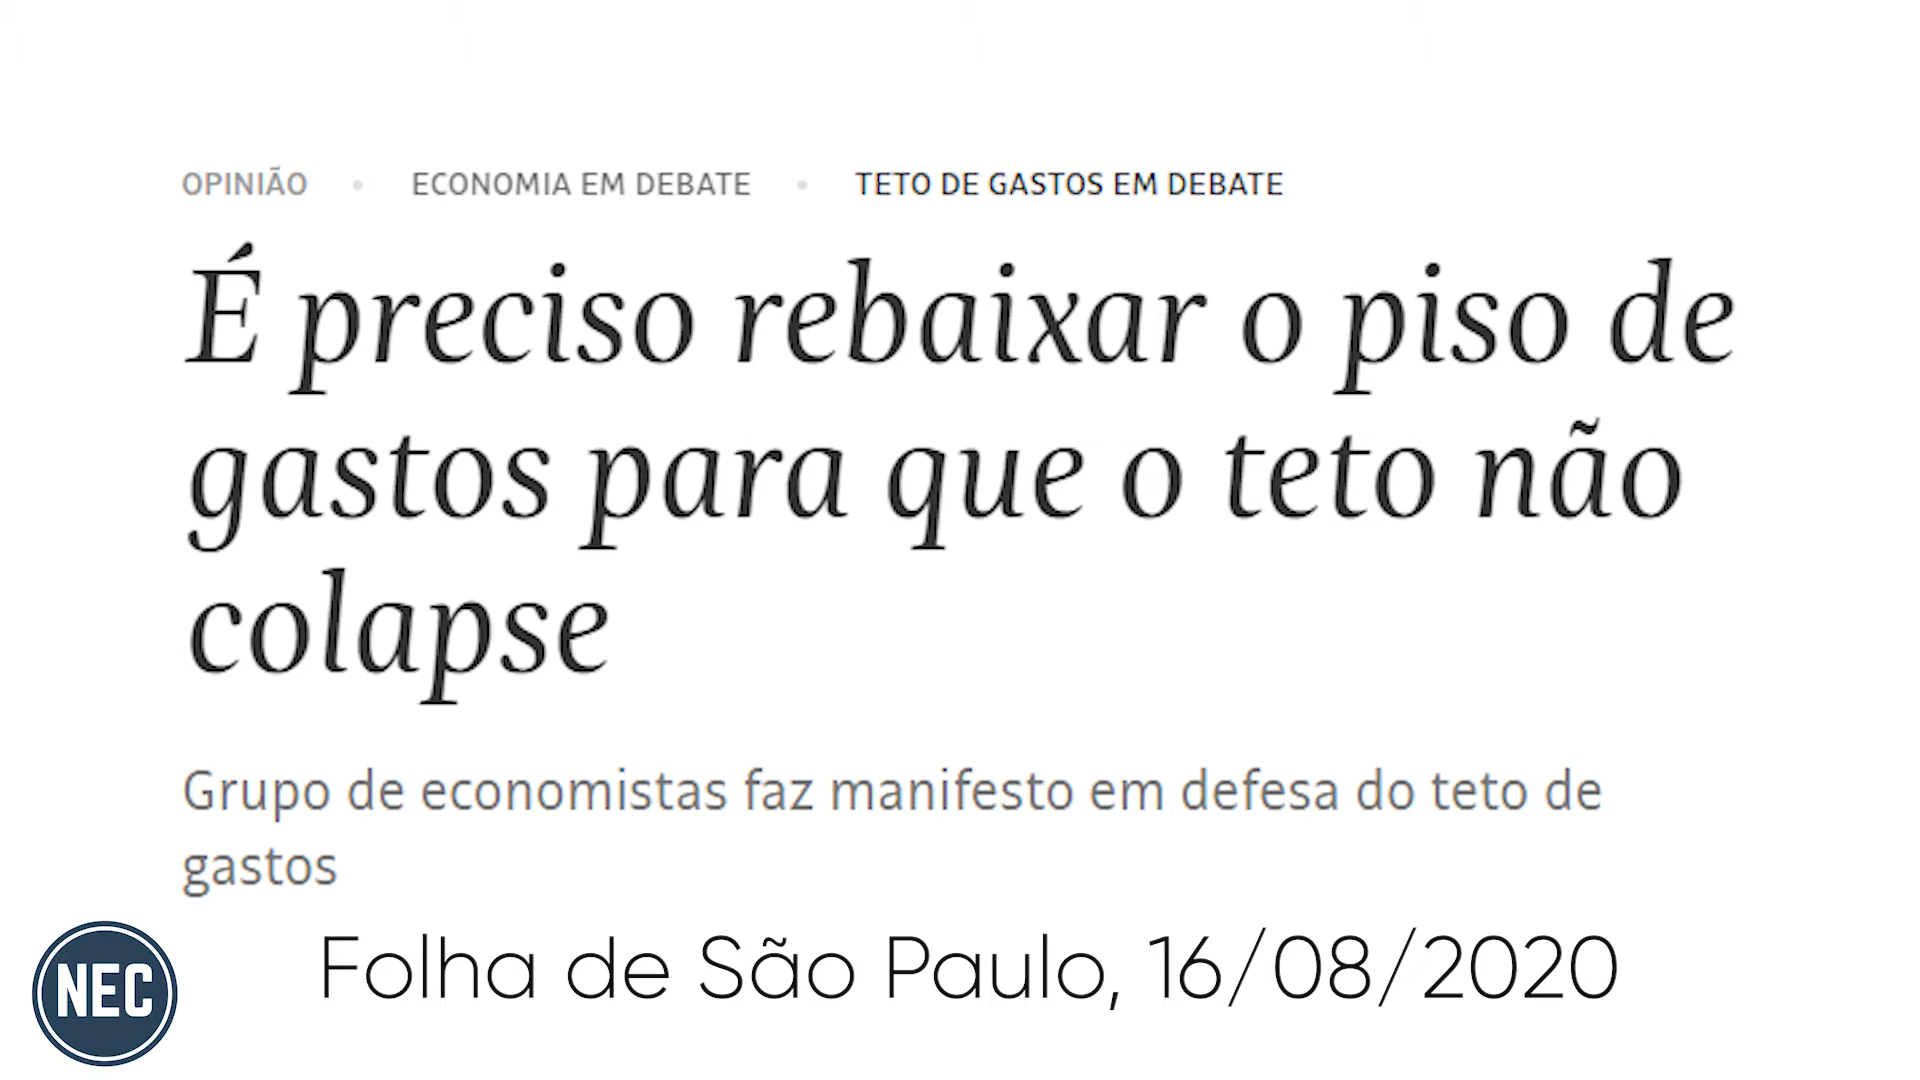 OPINIÃO • ECONOMIA EM DEBATE • TETO DE GASTOS EM DEBATE
É preciso rebaixar o piso de
gastos para que o teto não
colapse
Grupo de economistas faz manifesto em defesa do teto de
gastos
Folha de São Paulo, 16/08/2020
NEC